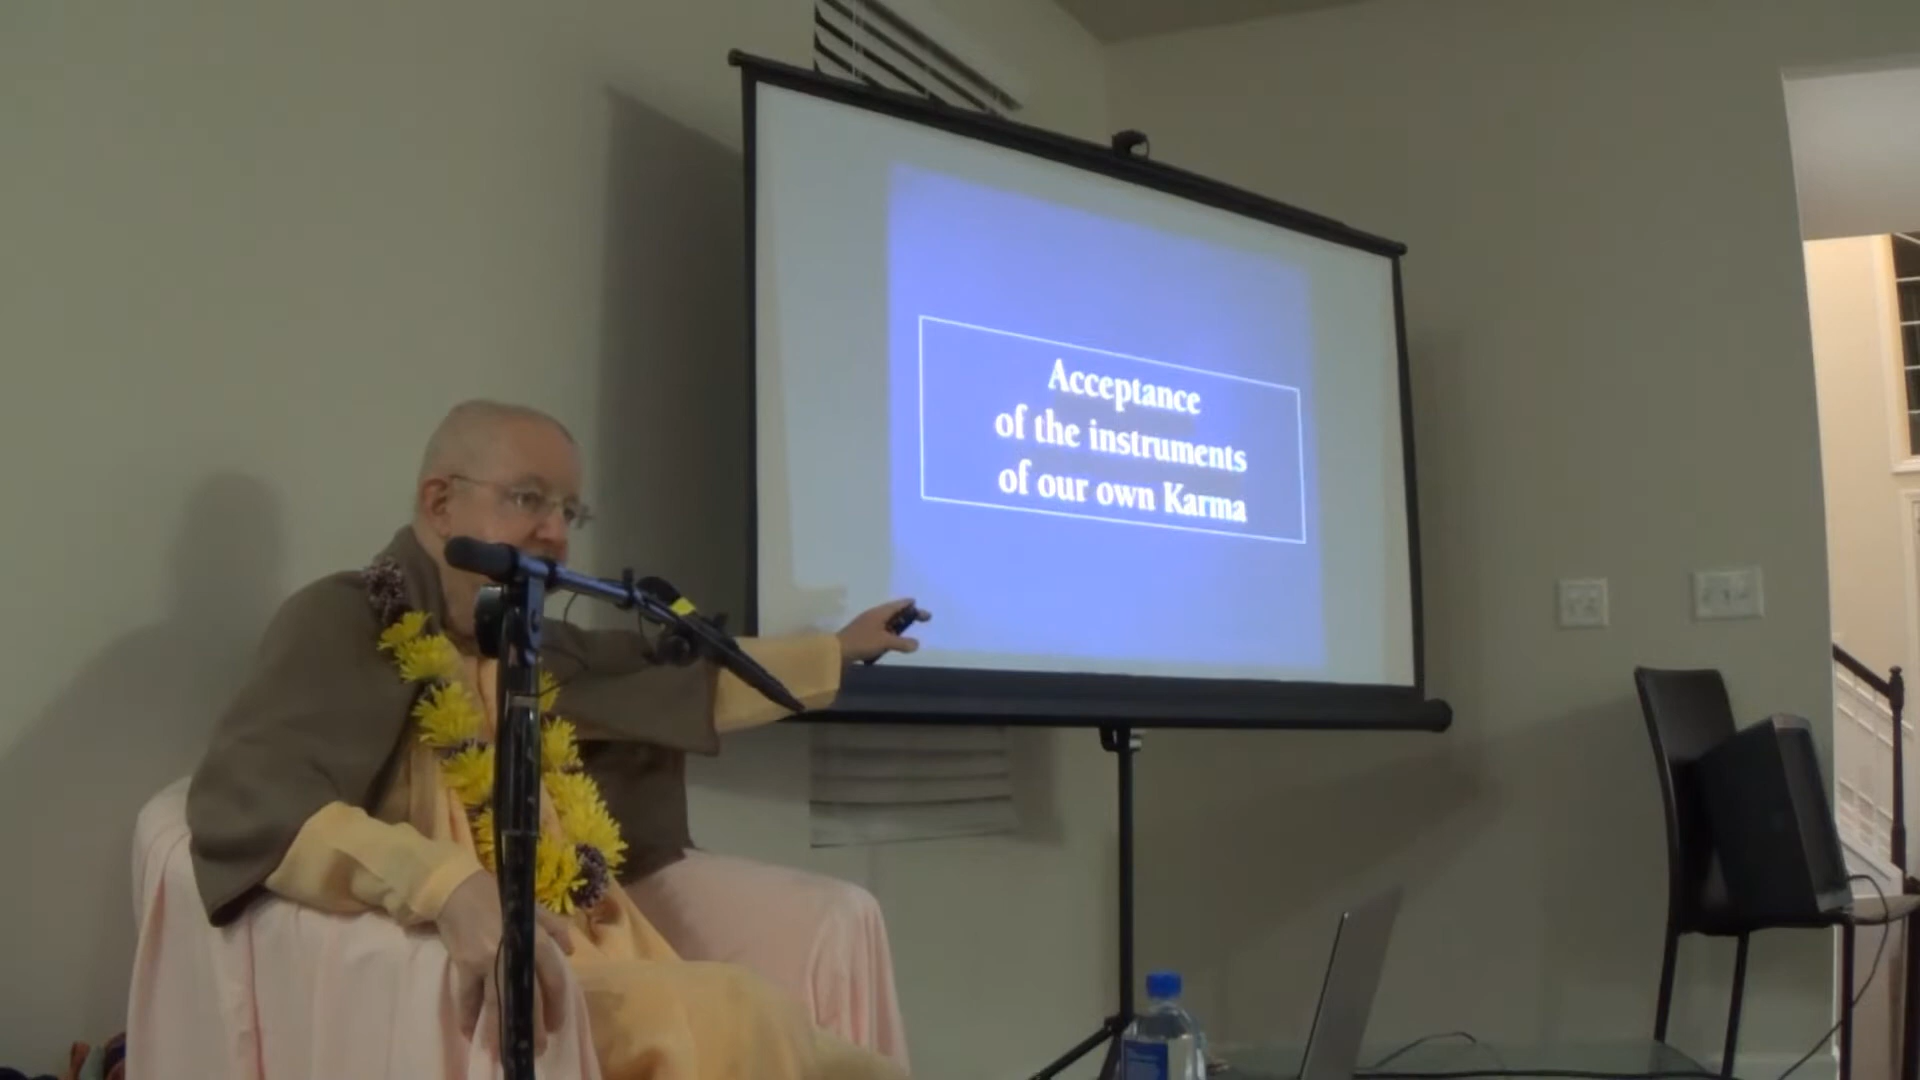 Acceptance
of the instruments
of our own Karma